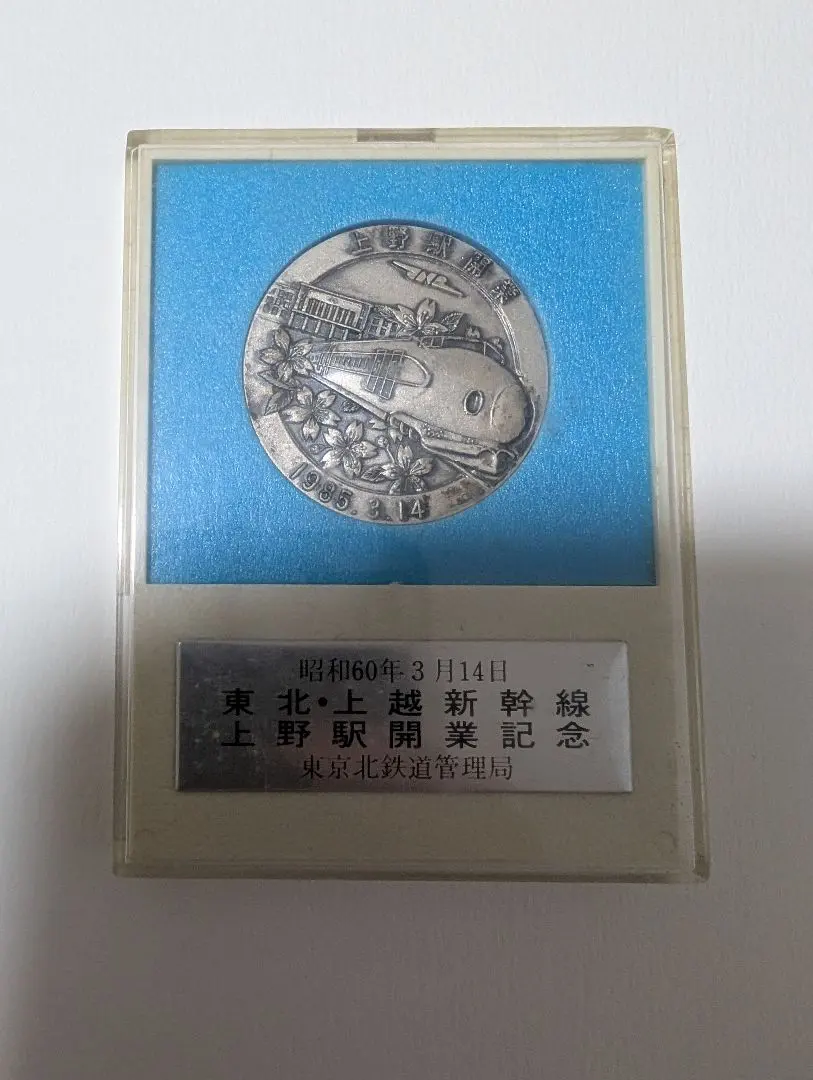 上野駅開業
JNR
1985.3.14
昭和60年3月14日
東北・上越新幹線
上野駅開業記念
東京北鉄道管理局